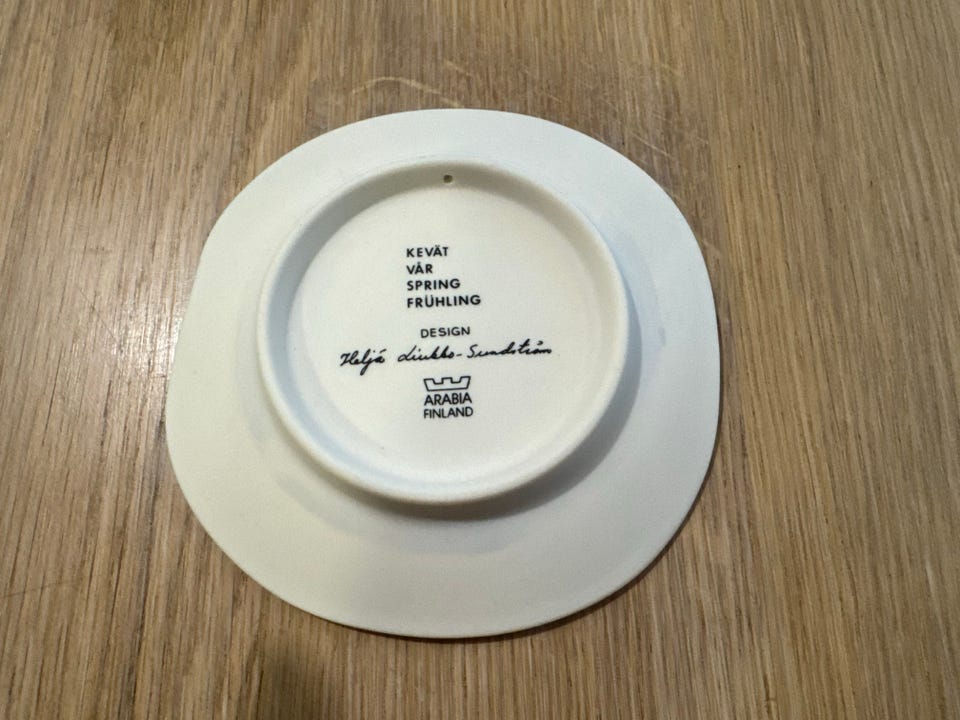 KEVÄT
VÅR
SPRING
FRÜHLING
DESIGN
Heljä Liukko-Sundström
ARABIA
FINLAND